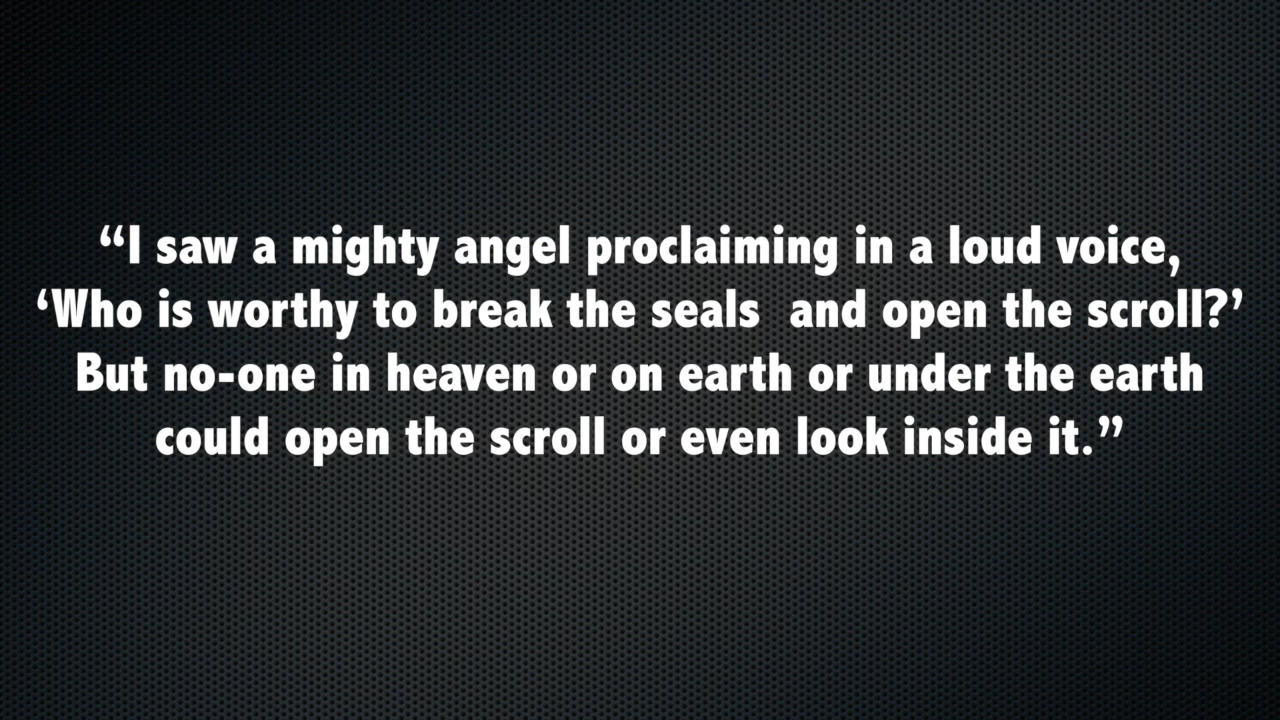 “I saw a mighty angel proclaiming in a loud voice,
‘Who is worthy to break the seals  and open the scroll?’
But no-one in heaven or on earth or under the earth
could open the scroll or even look inside it.”